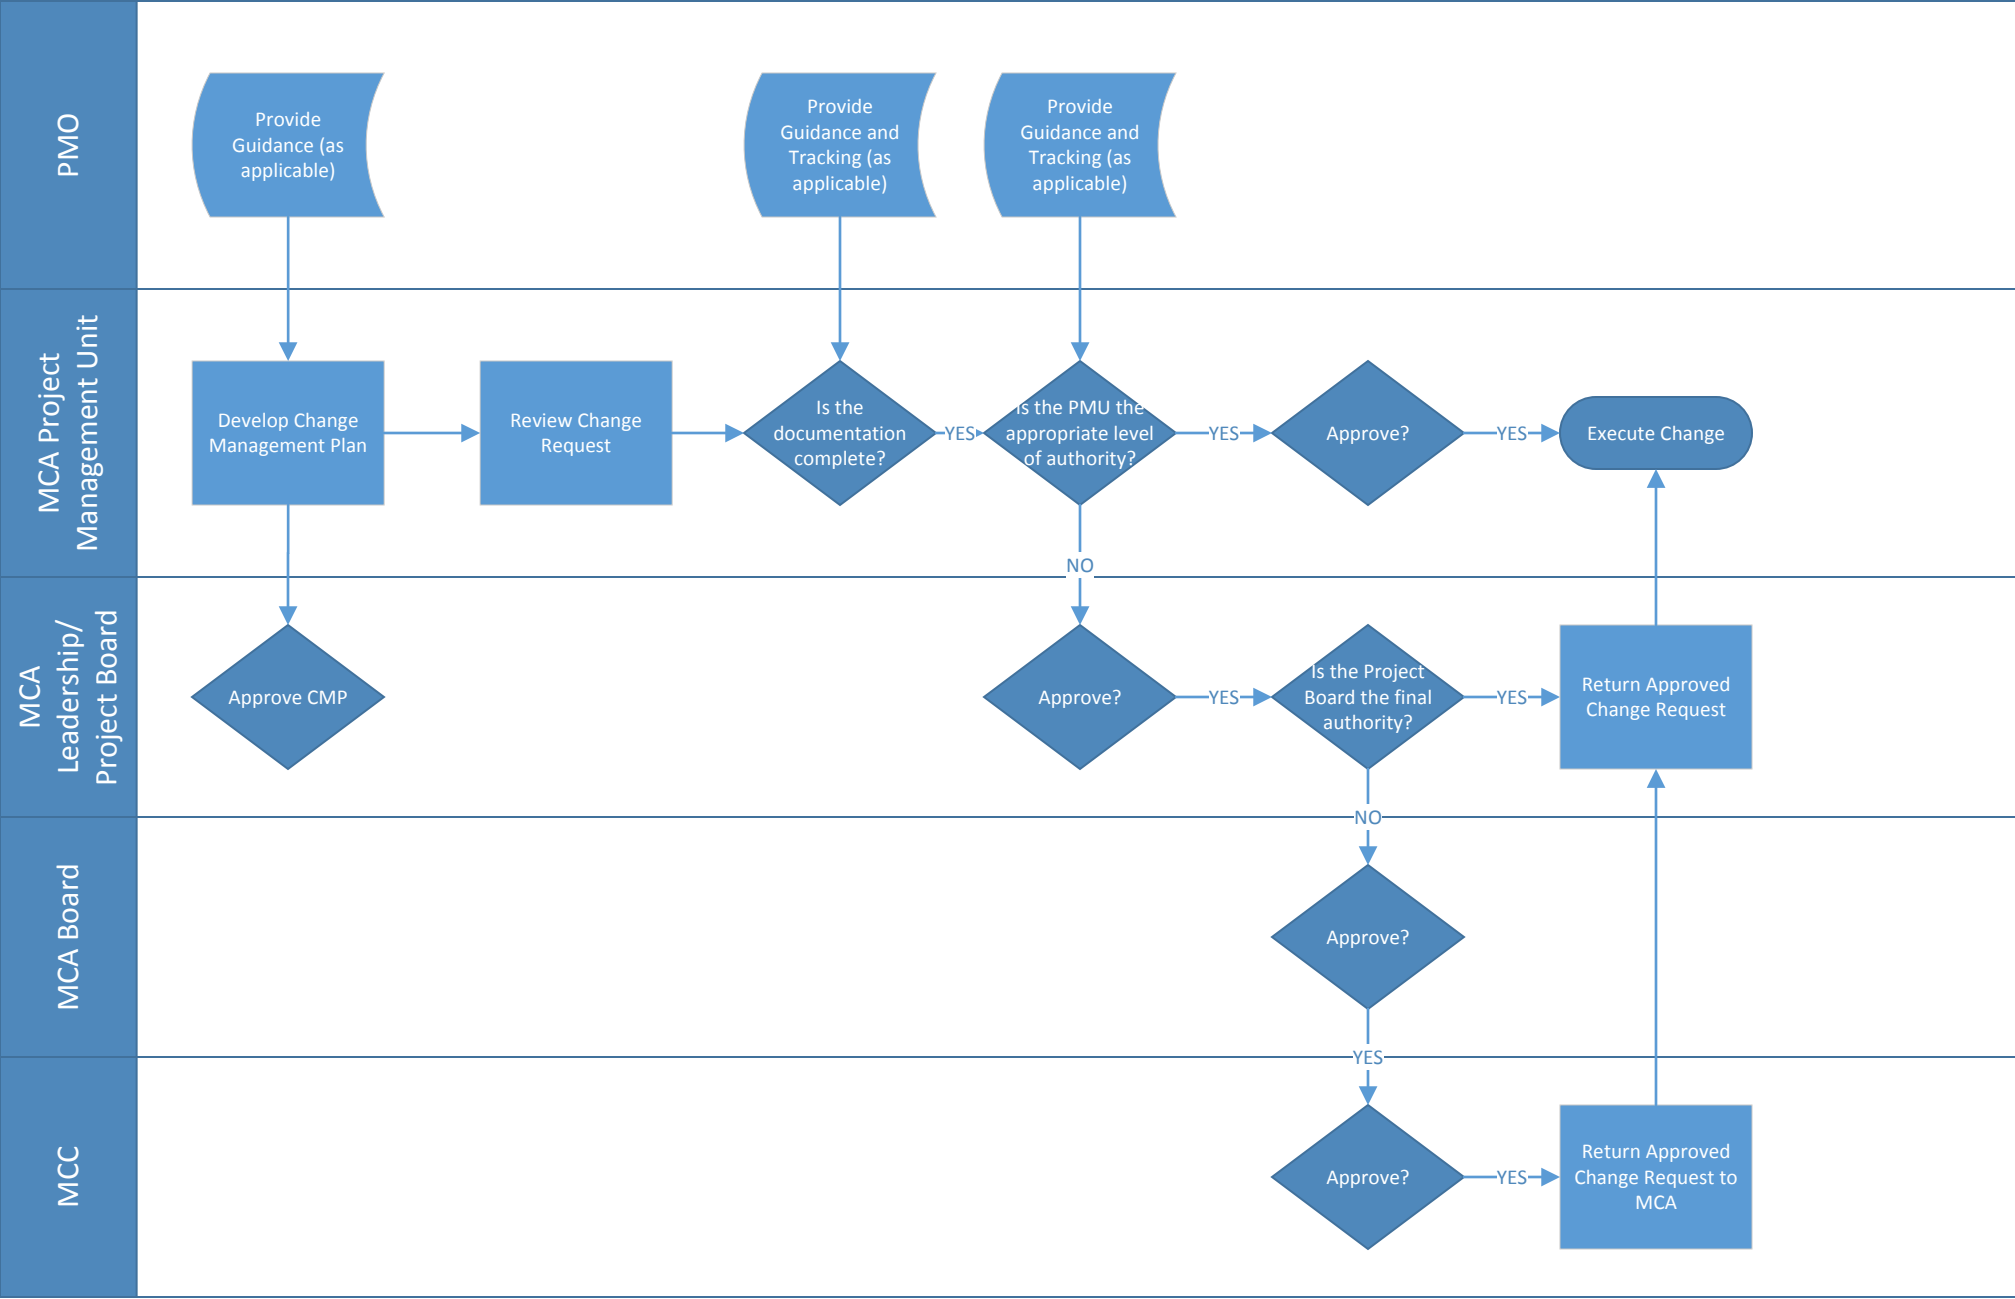 PMO
Provide
Guidance (as
applicable)
Provide
Guidance and
Tracking (as
applicable)
Provide
Guidance and
Tracking (as
applicable)
MCA Project
Management Unit
Develop Change
Management Plan
Review Change
Request
Is the
documentation
complete?
YES
Is the PMU the
appropriate level
of authority?
YES
Approve?
YES
Execute Change
NO
MCA
Leadership/
Project Board
Approve CMP
Approve?
YES
Is the Project
Board the final
authority?
YES
Return Approved
Change Request
NO
MCA Board
Approve?
YES
MCC
Approve?
YES
Return Approved
Change Request to
MCA